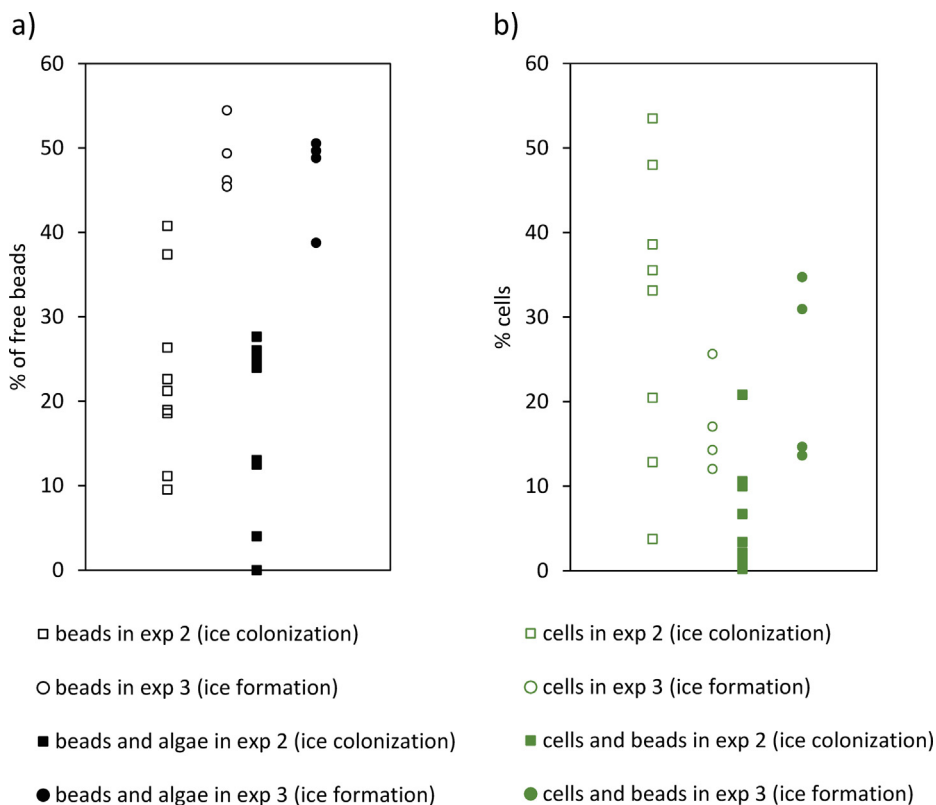 a)
60
50
40
30
20
10
0
% of free beads
beads in exp 2 (ice colonization)
beads in exp 3 (ice formation)
beads and algae in exp 2 (ice colonization)
beads and algae in exp 3 (ice formation)
b)
60
50
40
30
20
10
0
% cells
cells in exp 2 (ice colonization)
cells in exp 3 (ice formation)
cells and beads in exp 2 (ice colonization)
cells and beads in exp 3 (ice formation)